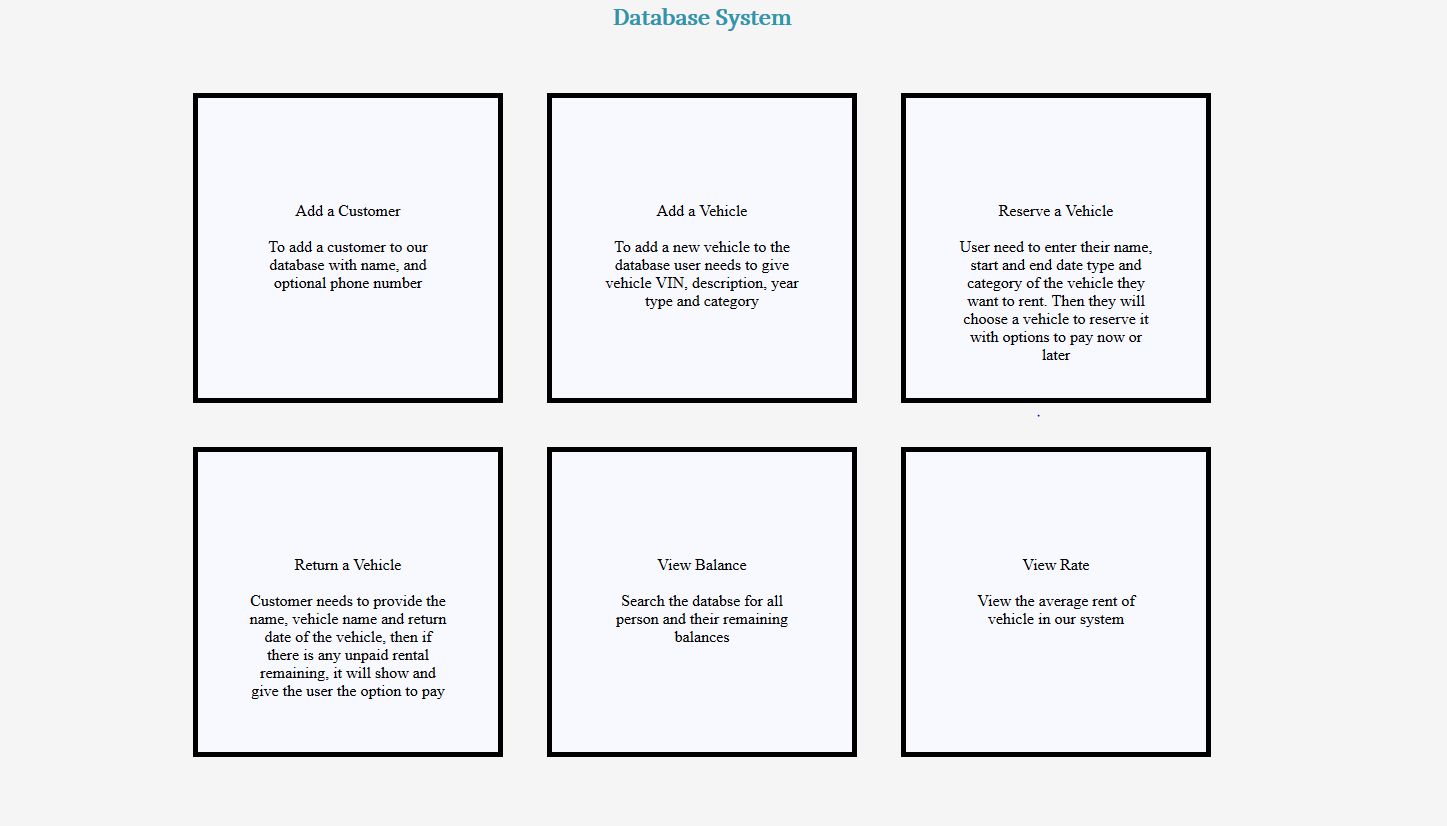 Database System
Add a Customer
To add a customer to our
database with name, and
optional phone number
Add a Vehicle
To add a new vehicle to the
database user needs to give
vehicle VIN, description, year
type and category
Reserve a Vehicle
User need to enter their name,
start and end date type and
category of the vehicle they
want to rent. Then they will
choose a vehicle to reserve it
with options to pay now or
later
Return a Vehicle
Customer needs to provide the
name, vehicle name and return
date of the vehicle, then if
there is any unpaid rental
remaining, it will show and
give the user the option to pay
View Balance
Search the databse for all
person and their remaining
balances
View Rate
View the average rent of
vehicle in our system